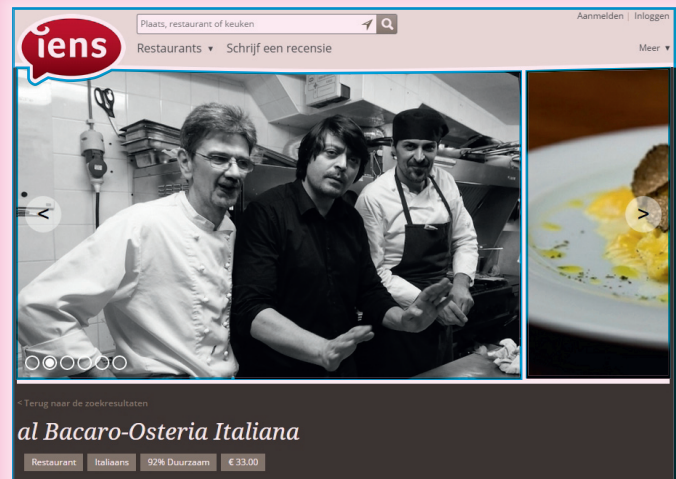 iens
Plaats, restaurant of keuken
Aanmelden | Inloggen
Restaurants ▼ Schrijf een recensie
Meer ▼
<
>
< Terug naar de zoekresultaten
al Bacaro-Osteria Italiana
Restaurant Italiaans 92% Duurzaam € 33.00